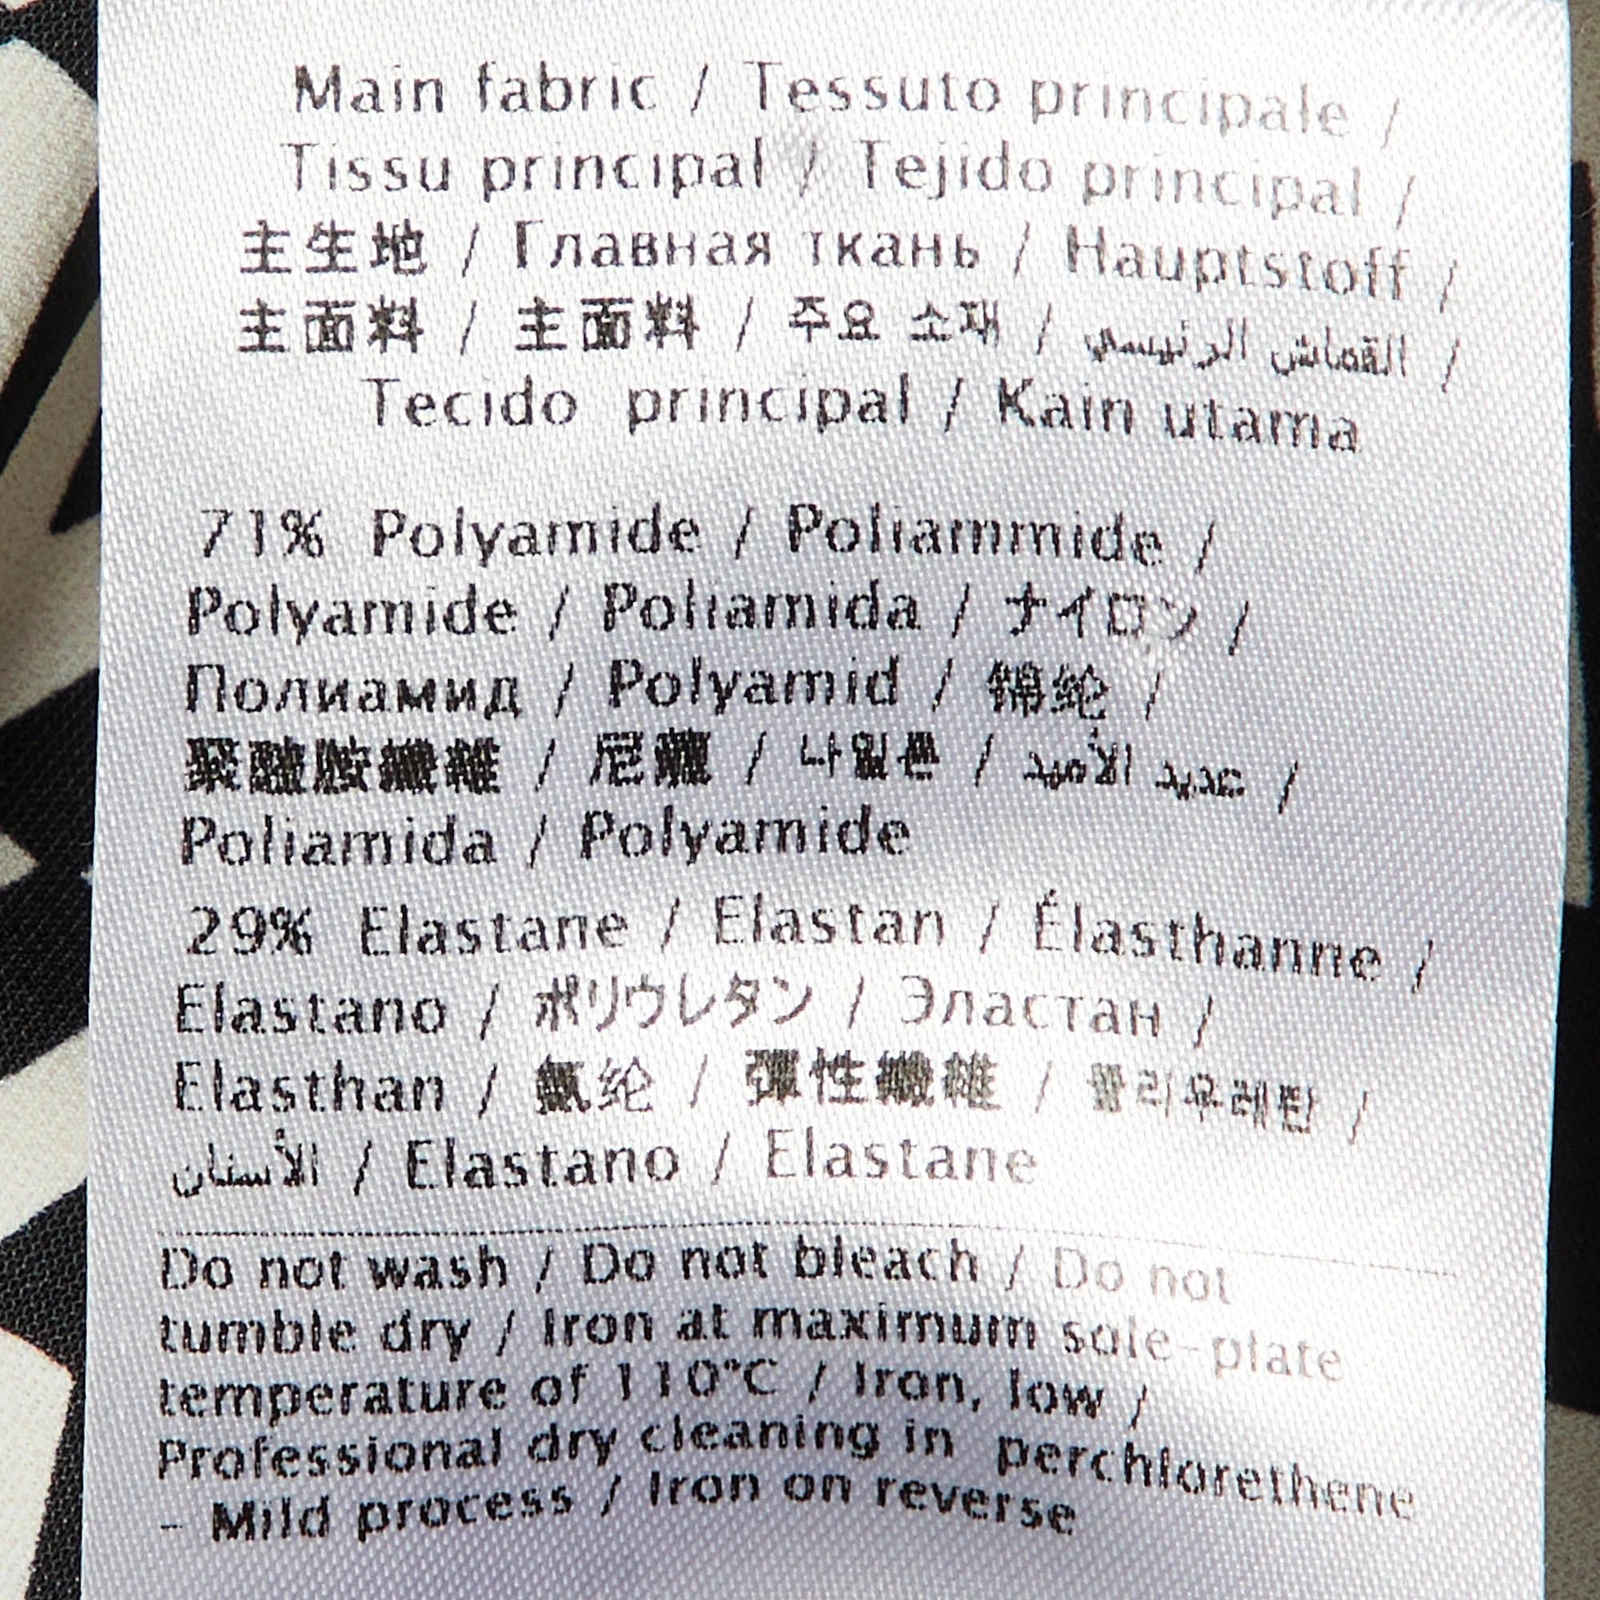 Main fabric / Tessuto principale /
Tissu principal / Tejido principal /
主生地 / Главная ткань / Hauptstoff /
主面料 / 主面料 / 주요 소재 / القماش الرئيسي /
Tecido principal / Kain utama
71% Polyamide / Poliammide /
Polyamide / Poliamida / ナイロン /
Полиамид / Polyamid / 锦纶 /
聚醯胺纖維 / 尼龍 / 나일론 / عديد الأميد /
Poliamida / Polyamide
29% Elastane / Elastan / Élasthanne /
Elastano / ポリウレタン / Эластан /
Elasthan / 氨纶 / 彈性纖維 / 폴리우레탄 /
الأستان / Elastano / Elastane
Do not wash / Do not bleach / Do not
tumble dry / Iron at maximum sole-plate
temperature of 110°C / Iron, low /
Professional dry cleaning in perchlorethene
- Mild process / Iron on reverse